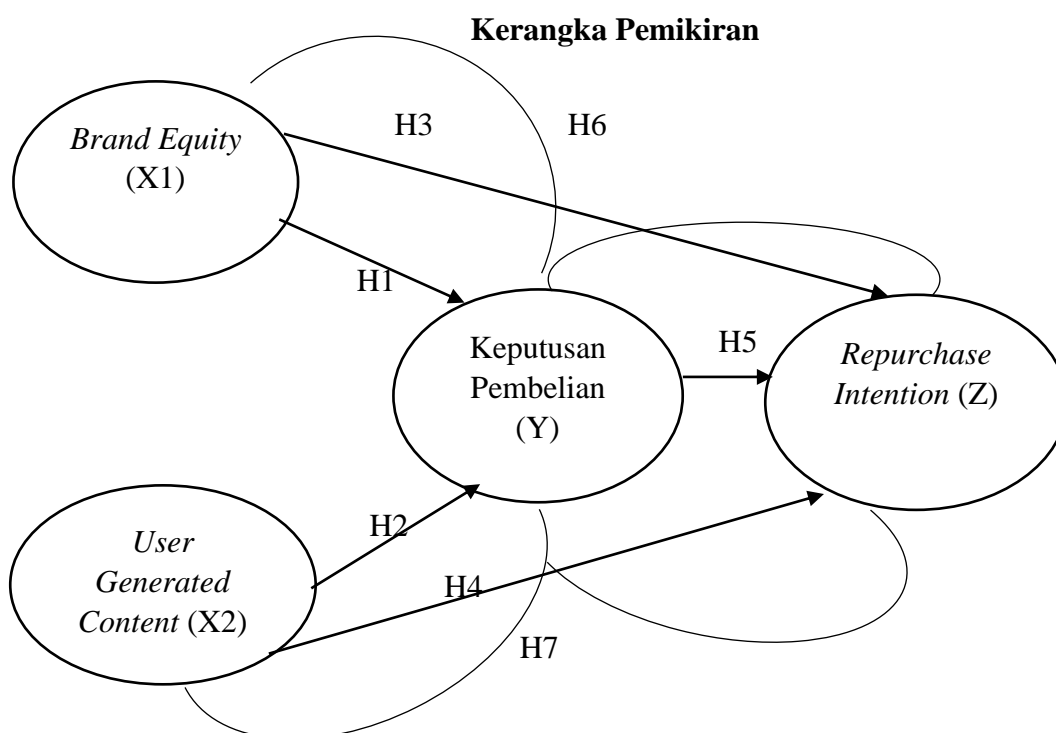 Kerangka Pemikiran
Brand Equity
(X1)
H3
H6
H1
Keputusan
Pembelian
(Y)
H5
Repurchase
Intention (Z)
User
Generated
Content (X2)
H2
H4
H7